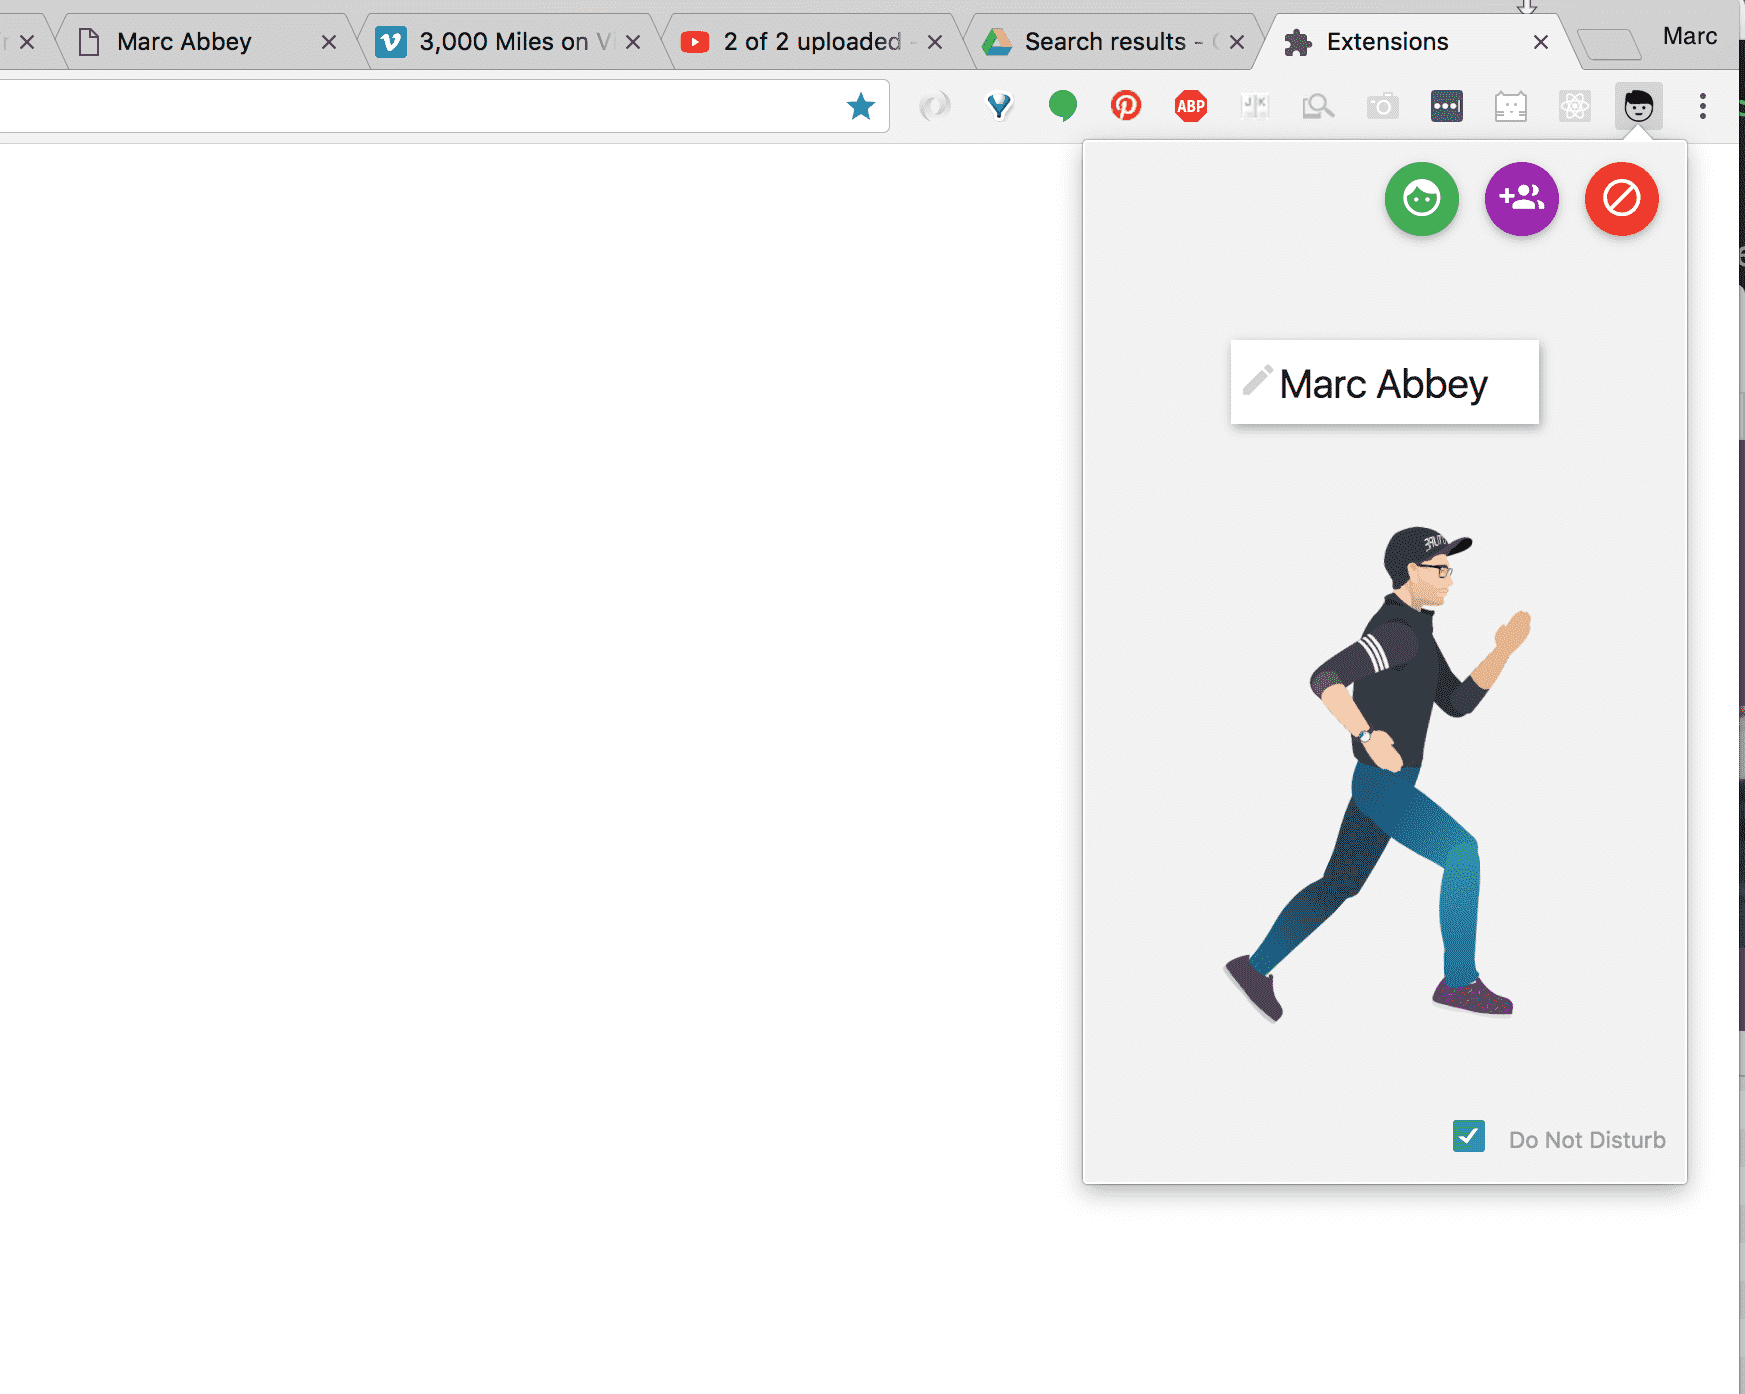 Marc Abbey
3,000 Miles on V
2 of 2 uploaded -
Search results -
Extensions
Marc
ABP
JK
Marc Abbey
Do Not Disturb